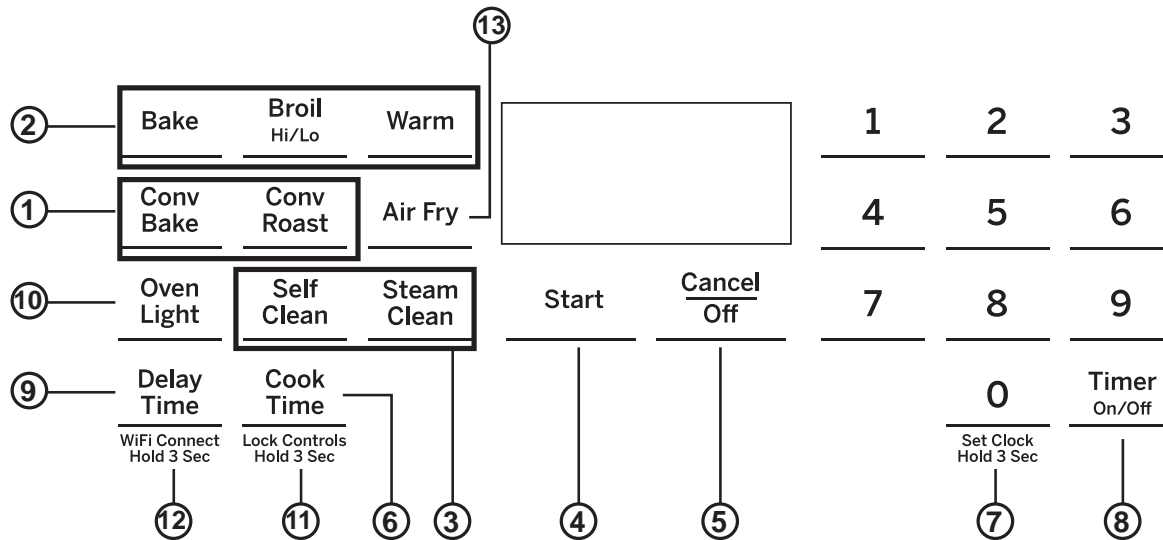 13
2
Bake
Broil
Hi/Lo
Warm
1
2
3
1
Conv
Bake
Conv
Roast
Air Fry
4
5
6
10
Oven
Light
Self
Clean
Steam
Clean
Start
Cancel
Off
7
8
9
9
Delay
Time
Cook
Time
0
Timer
On/Off
WiFi Connect
Hold 3 Sec
Lock Controls
Hold 3 Sec
Set Clock
Hold 3 Sec
12
11
6
3
4
5
7
8